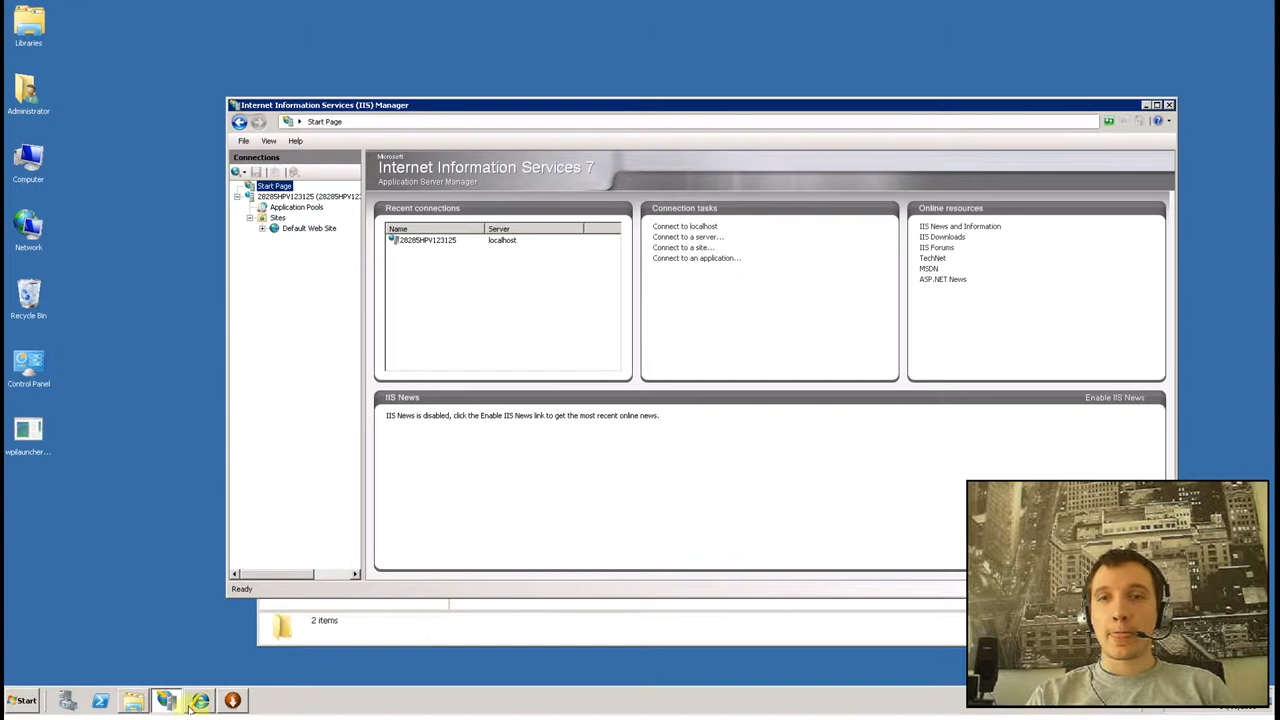 Libraries
Administrator
Computer
Network
Recycle Bin
Control Panel
wpilauncher...
Internet Information Services (IIS) Manager
Start Page
File View Help
Connections
Start Page
28285HPV123125 (28285HPV123
Application Pools
Sites
Default Web Site
Microsoft
Internet Information Services 7
Application Server Manager
Recent connections
Name Server
28285HPV123125 localhost
Connection tasks
Connect to localhost
Connect to a server...
Connect to a site...
Connect to an application...
Online resources
IIS News and Information
IIS Downloads
IIS Forums
TechNet
MSDN
ASP.NET News
IIS News
Enable IIS News
IIS News is disabled, click the Enable IIS News link to get the most recent online news.
Ready
2 items
Start